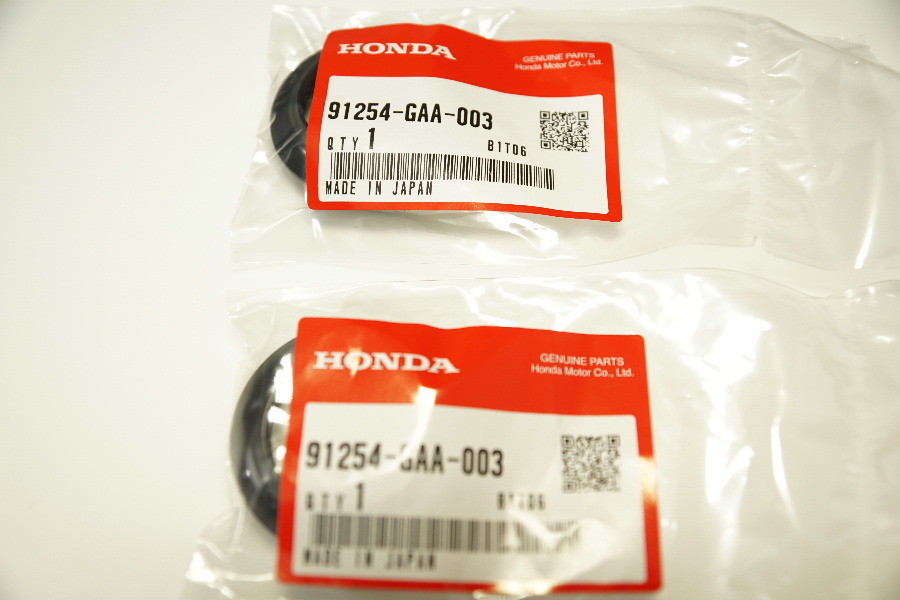 HONDA
GENUINE PARTS
Honda Motor Co., Ltd.
91254-GAA-003
QTY 1
B1T06
MADE IN JAPAN
HONDA
GENUINE PARTS
Honda Motor Co., Ltd.
91254-GAA-003
QTY 1
B1T06
MADE IN JAPAN